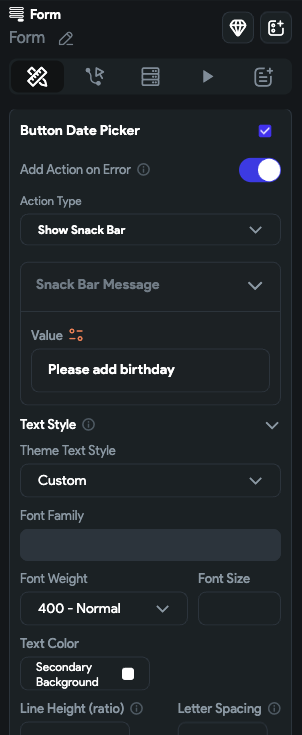 Form
Form
Button Date Picker
Add Action on Error
Action Type
Show Snack Bar
Snack Bar Message
Value
Please add birthday
Text Style
Theme Text Style
Custom
Font Family
Font Weight Font Size
400 - Normal
Text Color
Secondary
Background
Line Height (ratio) Letter Spacing